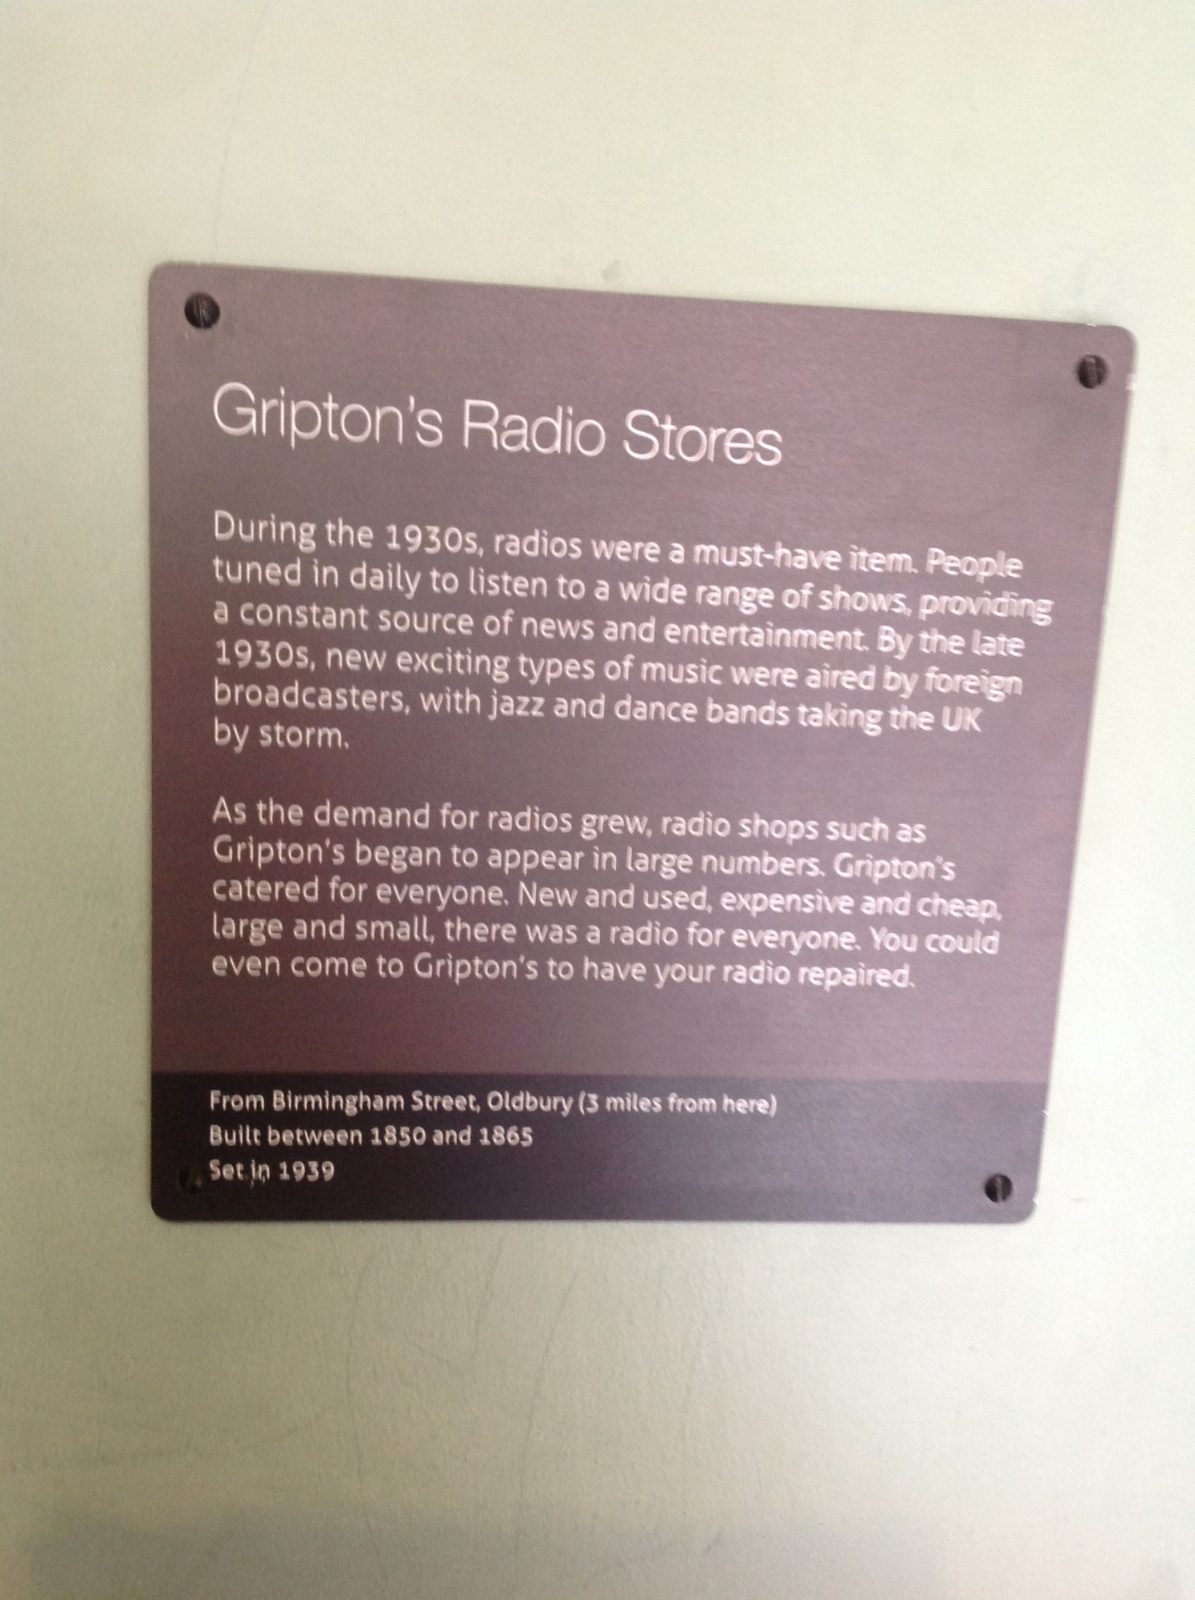 Gripton's Radio Stores
During the 1930s, radios were a must-have item. People
tuned in daily to listen to a wide range of shows, providing
a constant source of news and entertainment. By the late
1930s, new exciting types of music were aired by foreign
broadcasters, with jazz and dance bands taking the UK
by storm.
As the demand for radios grew, radio shops such as
Gripton's began to appear in large numbers. Gripton's
catered for everyone. New and used, expensive and cheap,
large and small, there was a radio for everyone. You could
even come to Gripton's to have your radio repaired.
From Birmingham Street, Oldbury (3 miles from here)
Built between 1850 and 1865
Set in 1939